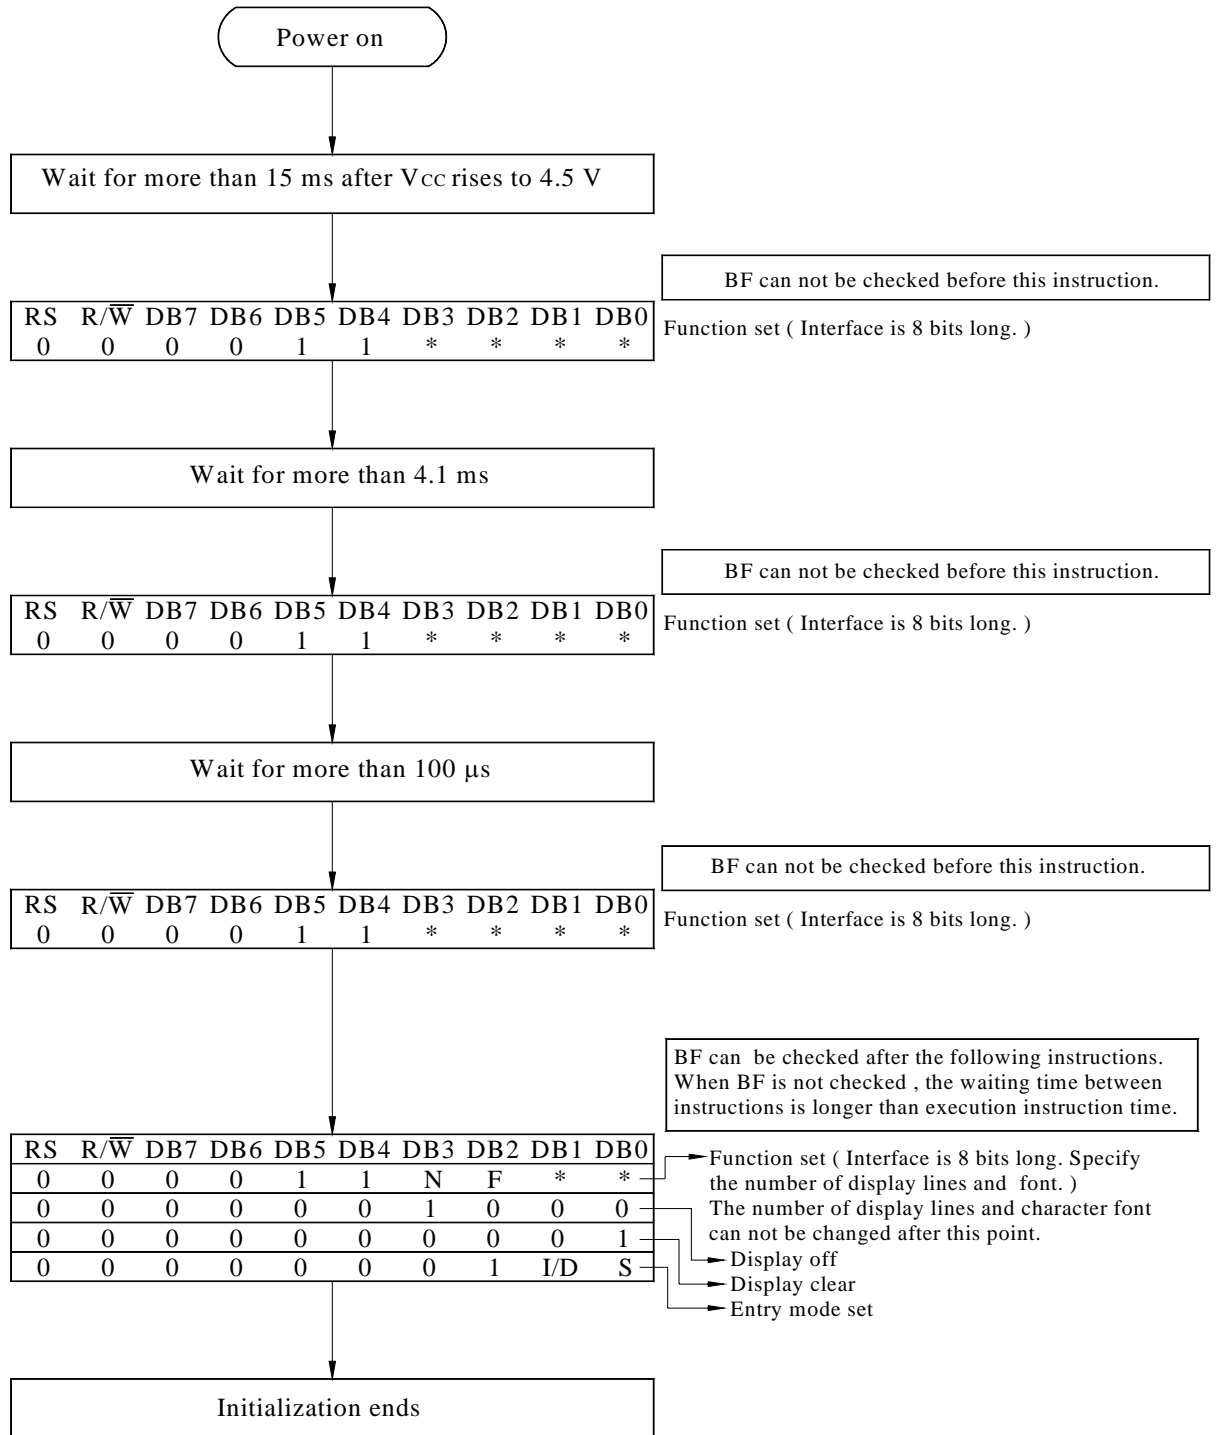 Power on
Wait for more than 15 ms after VCC rises to 4.5 V
BF can not be checked before this instruction.
RS R/W̅ DB7 DB6 DB5 DB4 DB3 DB2 DB1 DB0
0 0 0 0 1 1 * * * *
Function set ( Interface is 8 bits long. )
Wait for more than 4.1 ms
BF can not be checked before this instruction.
RS R/W̅ DB7 DB6 DB5 DB4 DB3 DB2 DB1 DB0
0 0 0 0 1 1 * * * *
Function set ( Interface is 8 bits long. )
Wait for more than 100 μs
BF can not be checked before this instruction.
RS R/W̅ DB7 DB6 DB5 DB4 DB3 DB2 DB1 DB0
0 0 0 0 1 1 * * * *
Function set ( Interface is 8 bits long. )
BF can be checked after the following instructions.
When BF is not checked , the waiting time between
instructions is longer than execution instruction time.
RS R/W̅ DB7 DB6 DB5 DB4 DB3 DB2 DB1 DB0
0 0 0 0 1 1 N F * *
0 0 0 0 0 0 1 0 0 0
0 0 0 0 0 0 0 0 0 1
0 0 0 0 0 0 0 1 I/D S
Function set ( Interface is 8 bits long. Specify
the number of display lines and font. )
The number of display lines and character font
can not be changed after this point.
Display off
Display clear
Entry mode set
Initialization ends